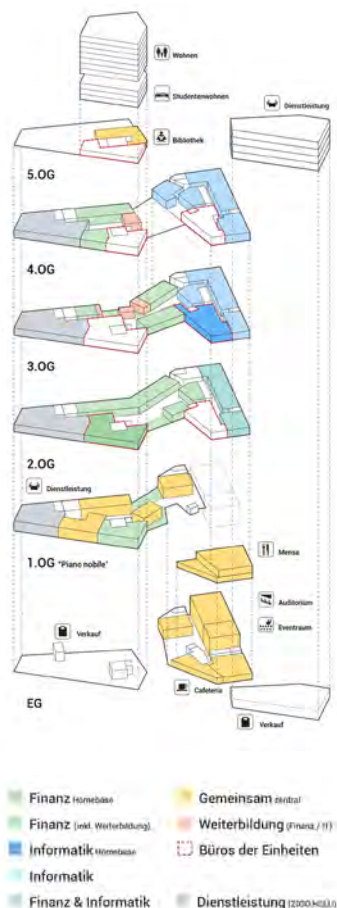 Wohnen
Studentenwohnen
Dienstleistung
Bibliothek
5.OG
4.OG
3.OG
2.OG
Dienstleistung
1.OG "Piano nobile"
Mensa
Auditorium
Eventraum
Verkauf
Cafeteria
EG
Verkauf
Finanz Homebase
Gemeinsam zentral
Finanz (inkl. Weiterbildung)
Weiterbildung (Finanz / IT)
Informatik Homebase
Büros der Einheiten
Informatik
Finanz & Informatik
Dienstleistung